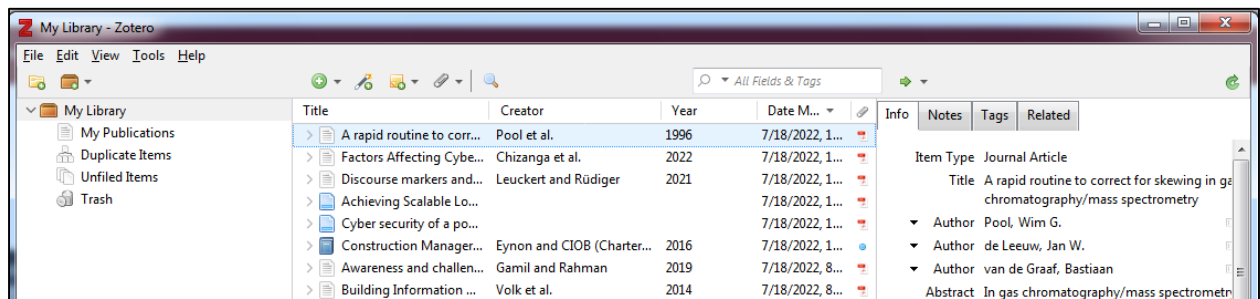 My Library - Zotero
File Edit View Tools Help
All Fields & Tags
My Library
My Publications
Duplicate Items
Unfiled Items
Trash
Title Creator Year Date M...
A rapid routine to corr... Pool et al. 1996 7/18/2022, 1...
Factors Affecting Cybe... Chizanga et al. 2022 7/18/2022, 1...
Discourse markers and... Leuckert and Rüdiger 2021 7/18/2022, 1...
Achieving Scalable Lo... 7/18/2022, 1...
Cyber security of a po... 7/18/2022, 1...
Construction Manager... Eynon and CIOB (Charter... 2016 7/18/2022, 1...
Awareness and challen... Gamil and Rahman 2019 7/18/2022, 8...
Building Information ... Volk et al. 2014 7/18/2022, 8...
Info Notes Tags Related
Item Type Journal Article
Title A rapid routine to correct for skewing in ga
chromatography/mass spectrometry
Author Pool, Wim G.
Author de Leeuw, Jan W.
Author van de Graaf, Bastiaan
Abstract In gas chromatography/mass spectrometr